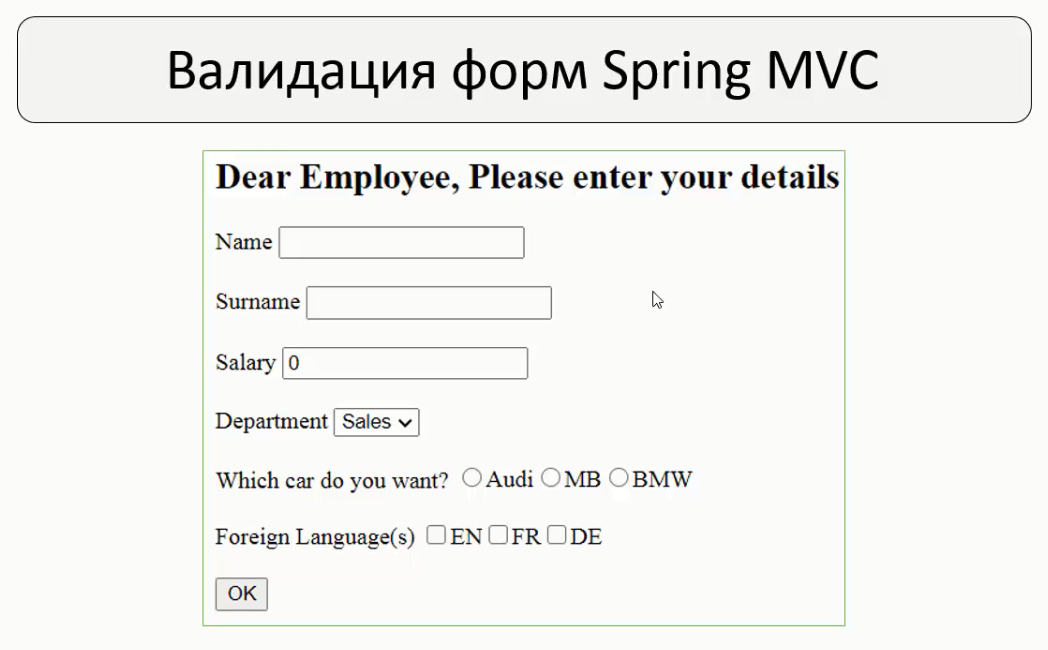 Валидация форм Spring MVC
Dear Employee, Please enter your details
Name
Surname
Salary 0
Department Sales
Which car do you want? Audi MB BMW
Foreign Language(s) EN FR DE
OK